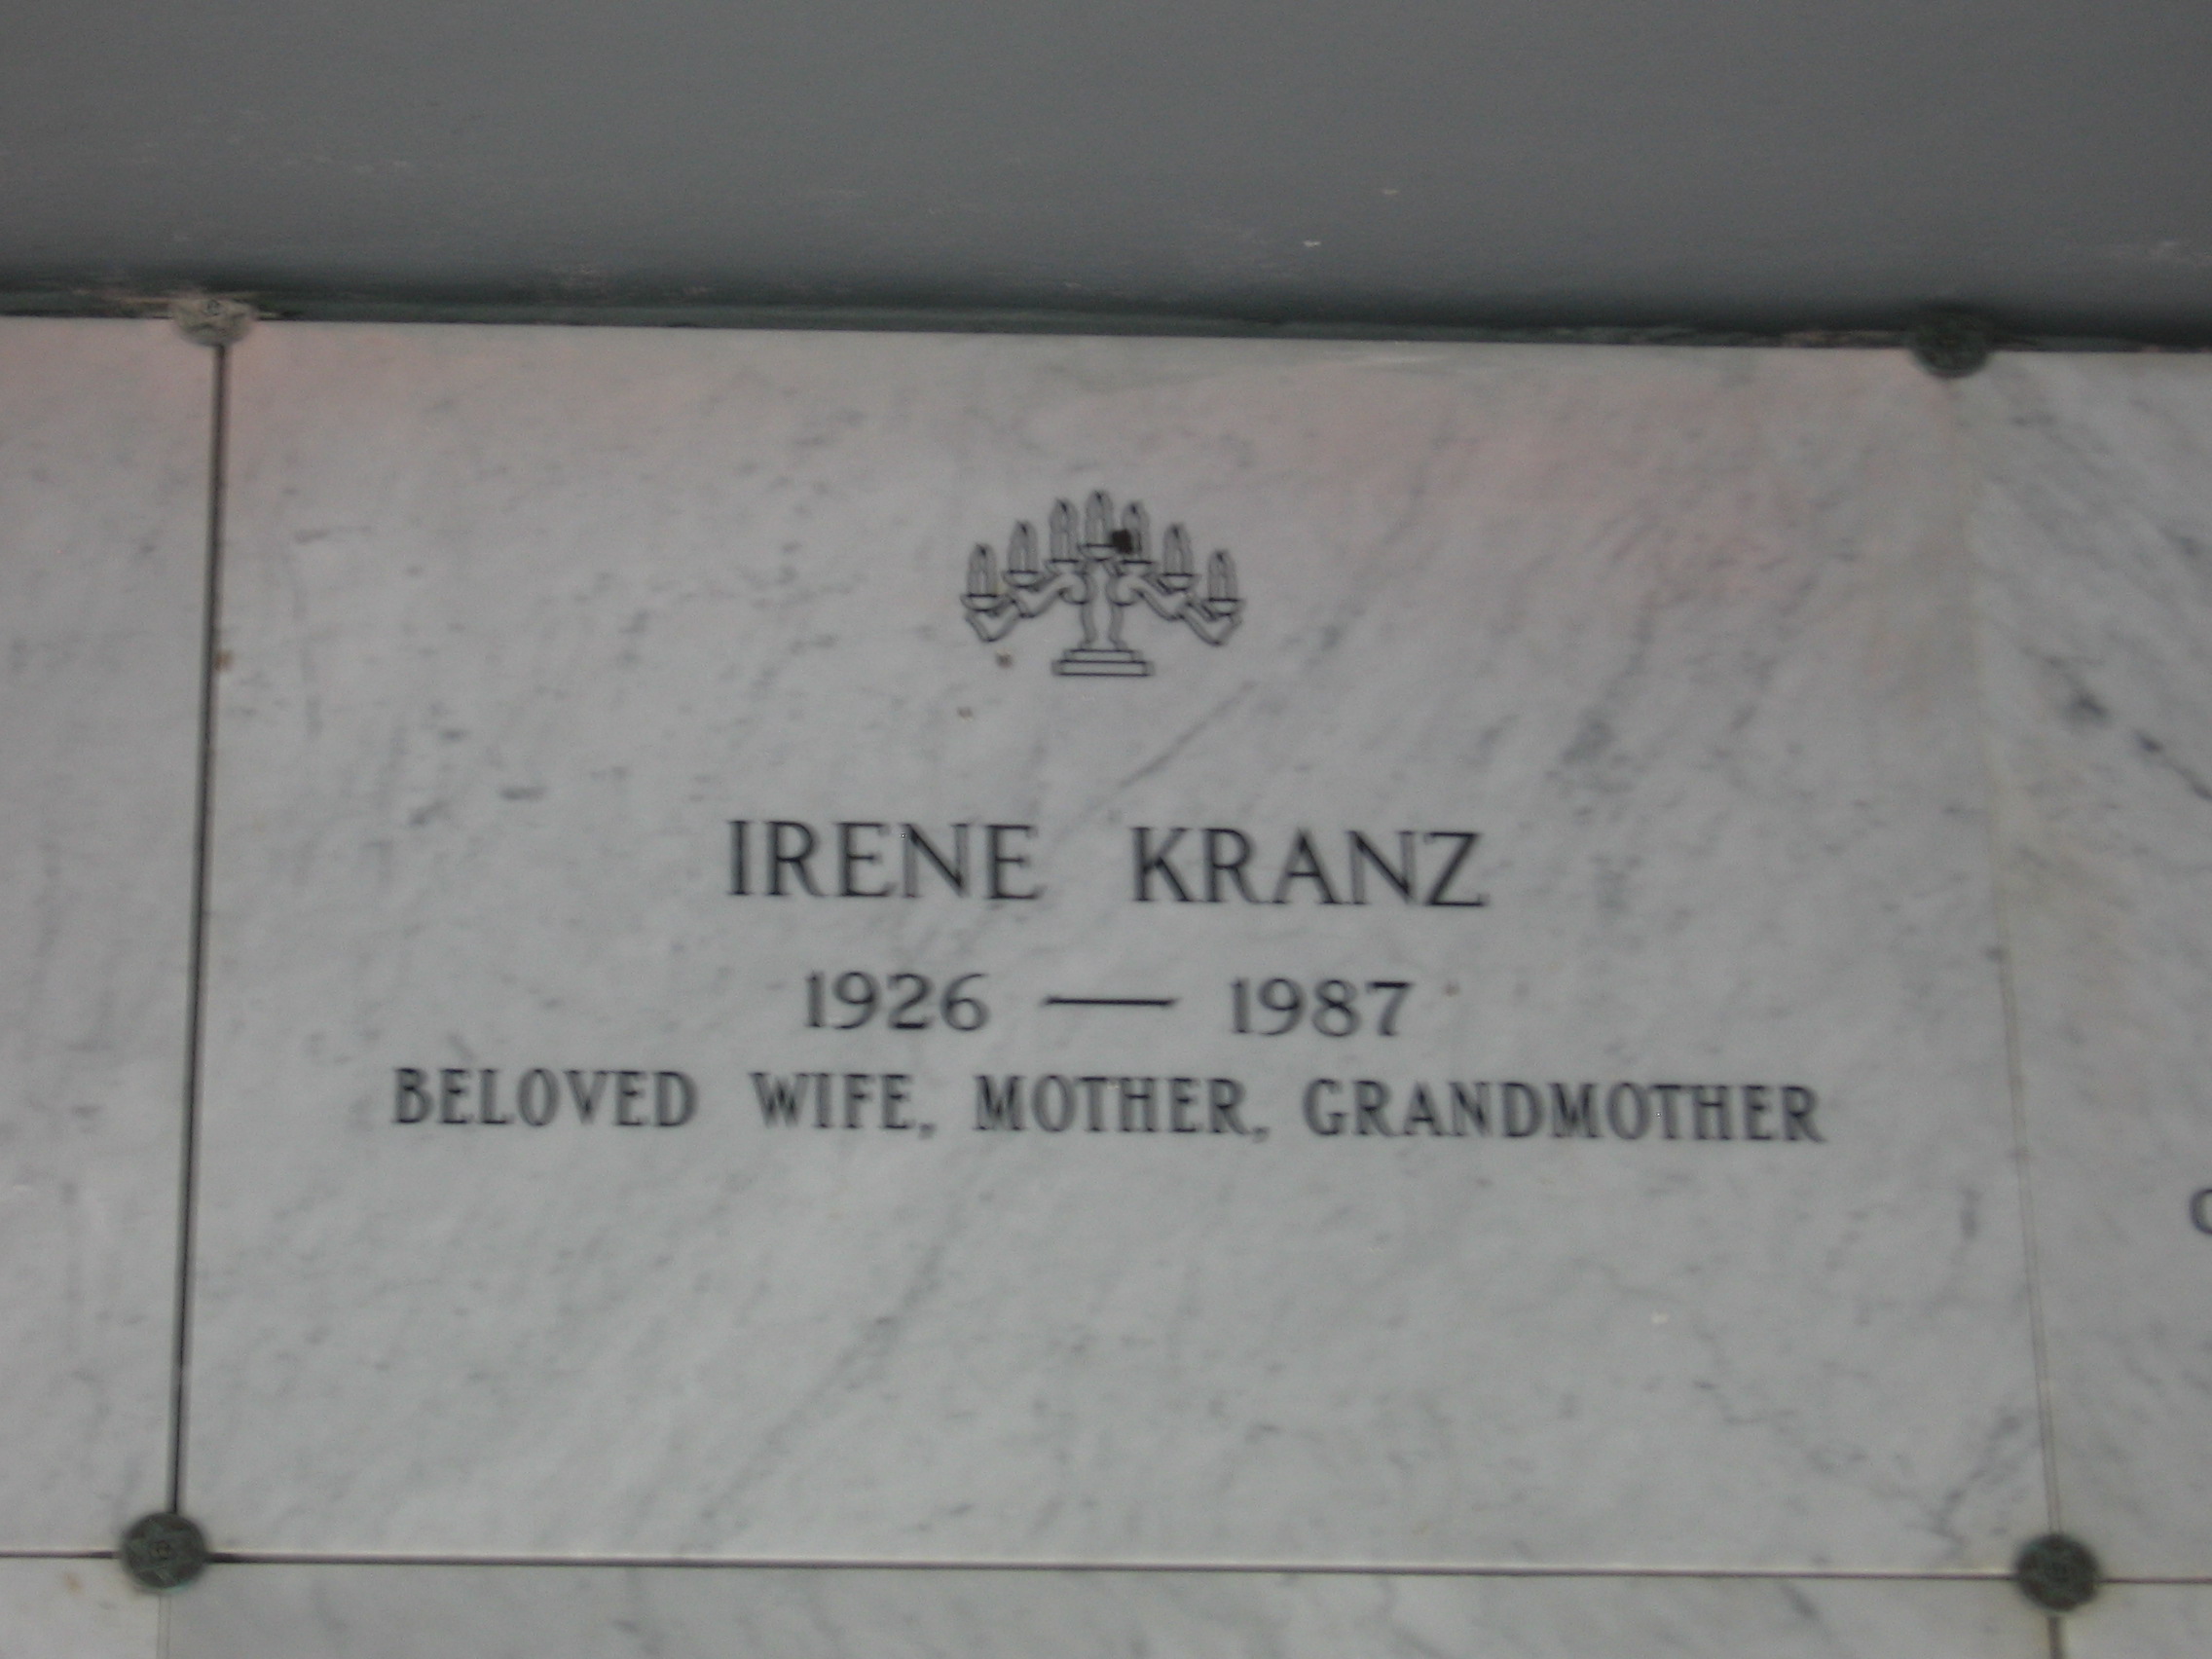 IRENE KRANZ
1926 — 1987
BELOVED WIFE, MOTHER, GRANDMOTHER